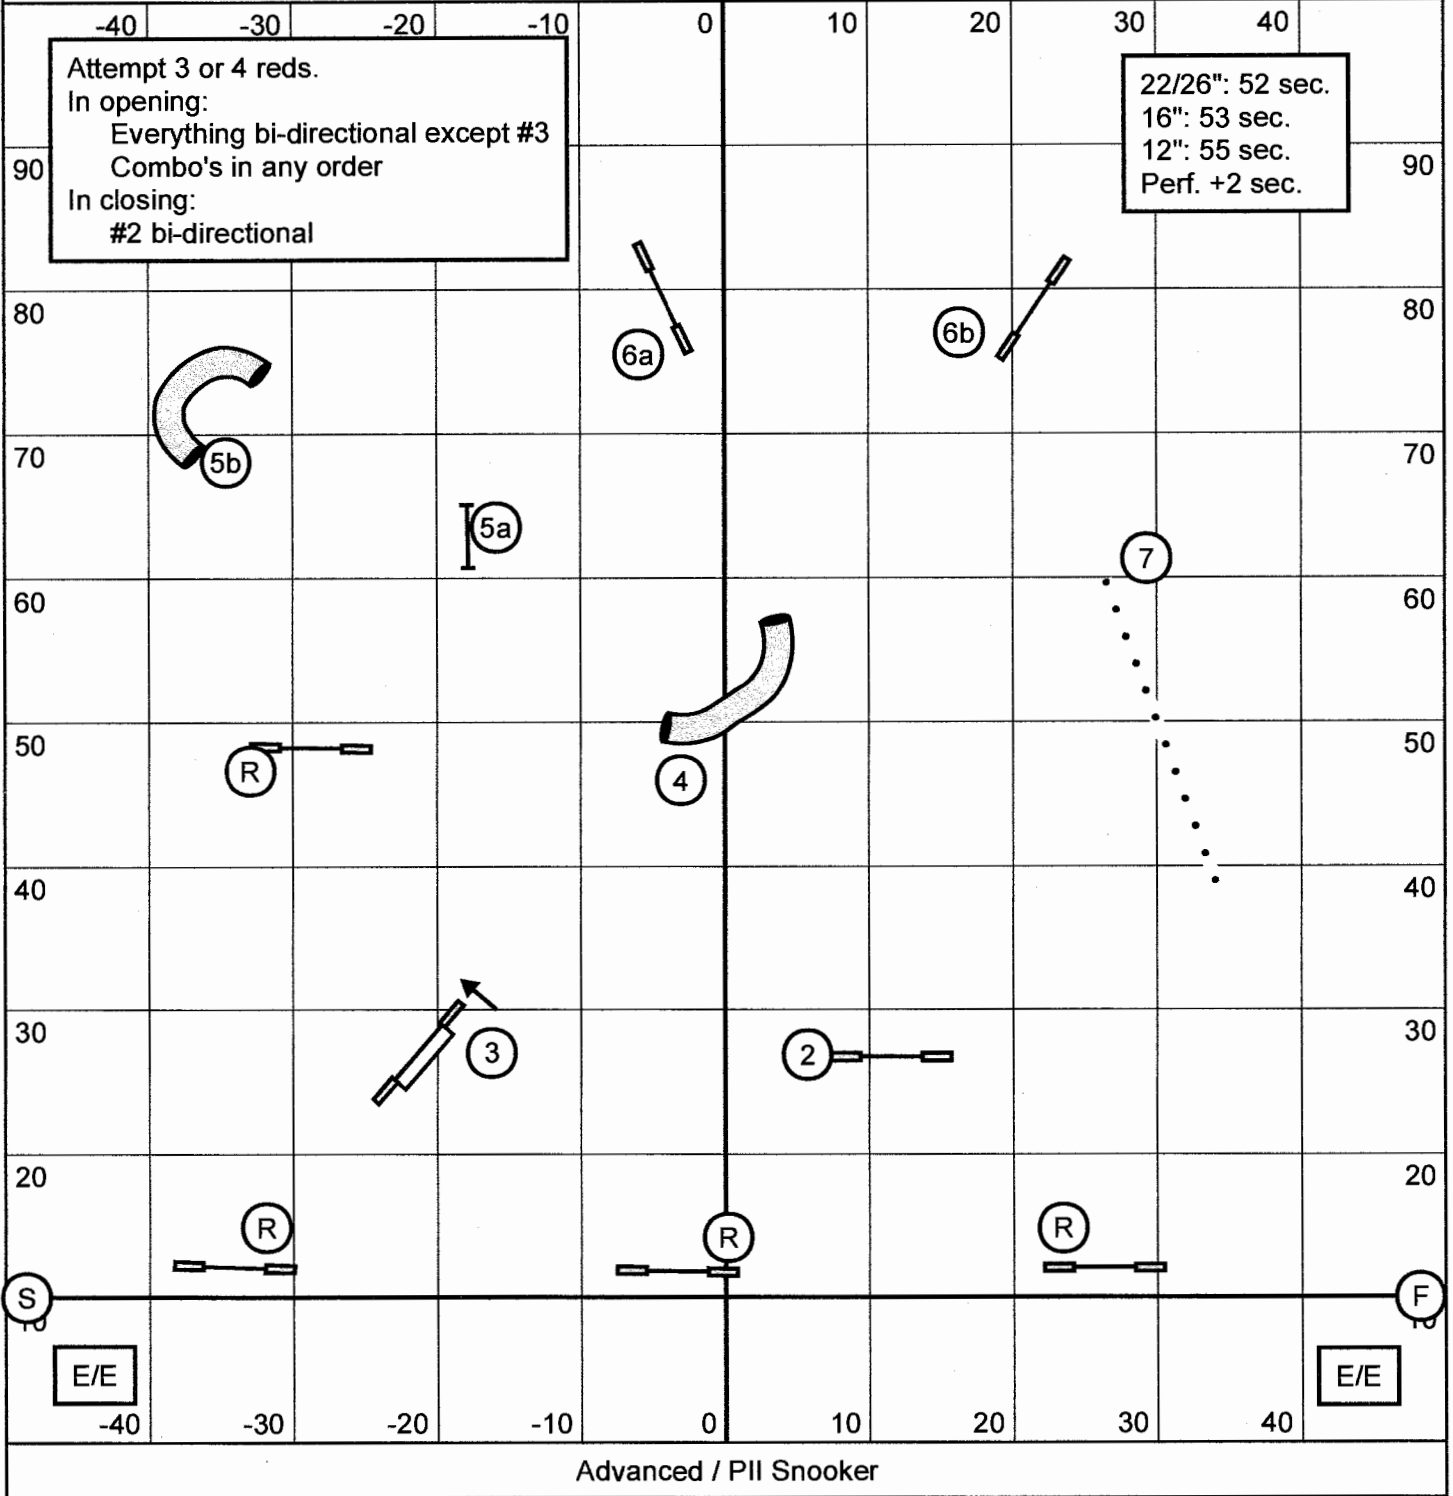 -40 -30 -20 -10 0 10 20 30 40
Attempt 3 or 4 reds.
In opening:
Everything bi-directional except #3
Combo's in any order
In closing:
#2 bi-directional
22/26": 52 sec.
16": 53 sec.
12": 55 sec.
Perf. +2 sec.
90 90
80 80
6a 6b
5b
70 70
5a
7
60 60
50 50
R
4
40 40
30 30
3 2
20 20
R R R
S F
10 10
E/E E/E
-40 -30 -20 -10 0 10 20 30 40
Advanced / PII Snooker